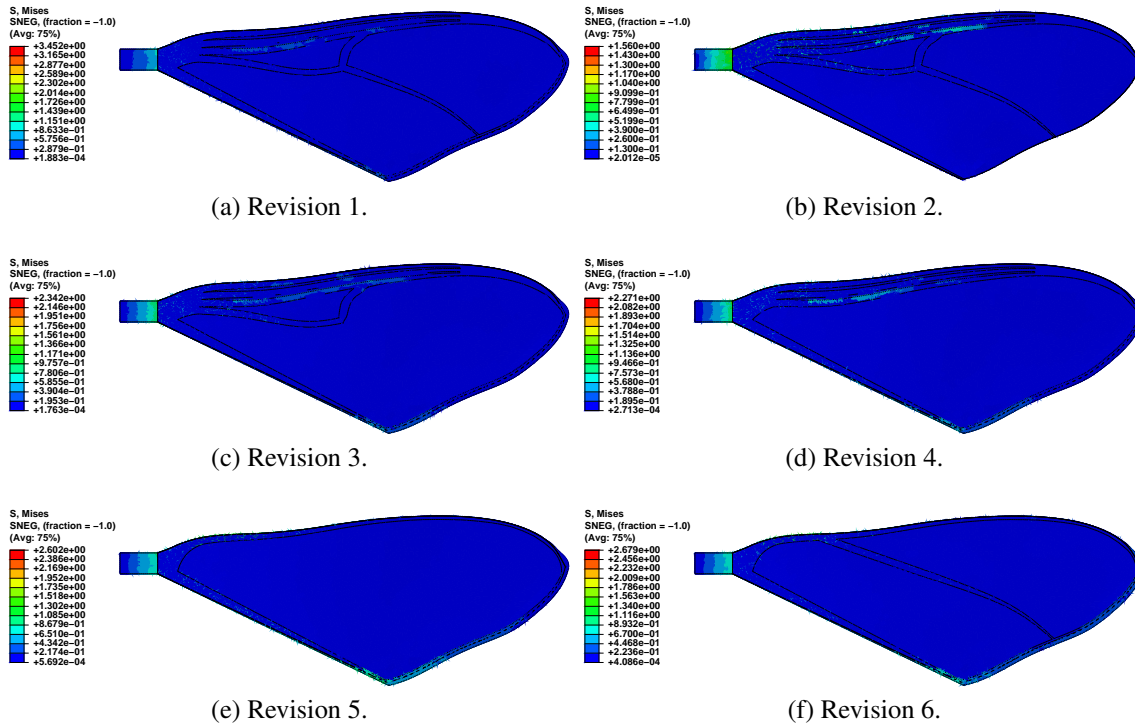 S, Mises
SNEG, (fraction = −1.0)
(Avg: 75%)
+3.452e+00
+3.165e+00
+2.877e+00
+2.589e+00
+2.302e+00
+2.014e+00
+1.726e+00
+1.439e+00
+1.151e+00
+8.633e−01
+5.756e−01
+2.879e−01
+1.883e−04
(a) Revision 1.
S, Mises
SNEG, (fraction = −1.0)
(Avg: 75%)
+1.560e+00
+1.430e+00
+1.300e+00
+1.170e+00
+1.040e+00
+9.099e−01
+7.799e−01
+6.499e−01
+5.199e−01
+3.900e−01
+2.600e−01
+1.300e−01
+2.012e−05
(b) Revision 2.
S, Mises
SNEG, (fraction = −1.0)
(Avg: 75%)
+2.342e+00
+2.146e+00
+1.951e+00
+1.756e+00
+1.561e+00
+1.366e+00
+1.171e+00
+9.757e−01
+7.806e−01
+5.855e−01
+3.904e−01
+1.953e−01
+1.763e−04
(c) Revision 3.
S, Mises
SNEG, (fraction = −1.0)
(Avg: 75%)
+2.271e+00
+2.082e+00
+1.893e+00
+1.704e+00
+1.514e+00
+1.325e+00
+1.136e+00
+9.466e−01
+7.573e−01
+5.680e−01
+3.788e−01
+1.895e−01
+2.713e−04
(d) Revision 4.
S, Mises
SNEG, (fraction = −1.0)
(Avg: 75%)
+2.602e+00
+2.386e+00
+2.169e+00
+1.952e+00
+1.735e+00
+1.518e+00
+1.302e+00
+1.085e+00
+8.679e−01
+6.510e−01
+4.342e−01
+2.174e−01
+5.692e−04
(e) Revision 5.
S, Mises
SNEG, (fraction = −1.0)
(Avg: 75%)
+2.679e+00
+2.456e+00
+2.232e+00
+2.009e+00
+1.786e+00
+1.563e+00
+1.340e+00
+1.116e+00
+8.932e−01
+6.700e−01
+4.468e−01
+2.236e−01
+4.086e−04
(f) Revision 6.